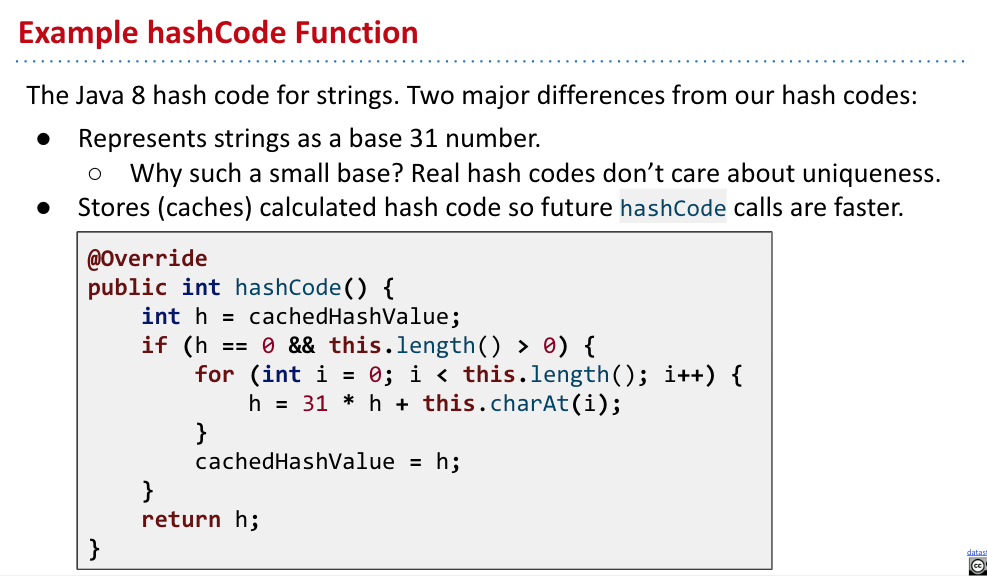 Example hashCode Function
The Java 8 hash code for strings. Two major differences from our hash codes:
● Represents strings as a base 31 number.
○ Why such a small base? Real hash codes don’t care about uniqueness.
● Stores (caches) calculated hash code so future hashCode calls are faster.
@Override
public int hashCode() {
    int h = cachedHashValue;
    if (h == 0 && this.length() > 0) {
        for (int i = 0; i < this.length(); i++) {
            h = 31 * h + this.charAt(i);
        }
        cachedHashValue = h;
    }
    return h;
}
datast
cc